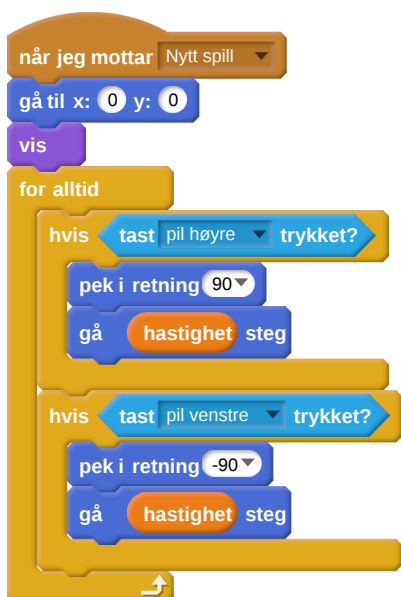 når jeg mottar Nytt spill
gå til x: 0 y: 0
vis
for alltid
hvis tast pil høyre trykket?
pek i retning 90
gå hastighet steg
hvis tast pil venstre trykket?
pek i retning -90
gå hastighet steg